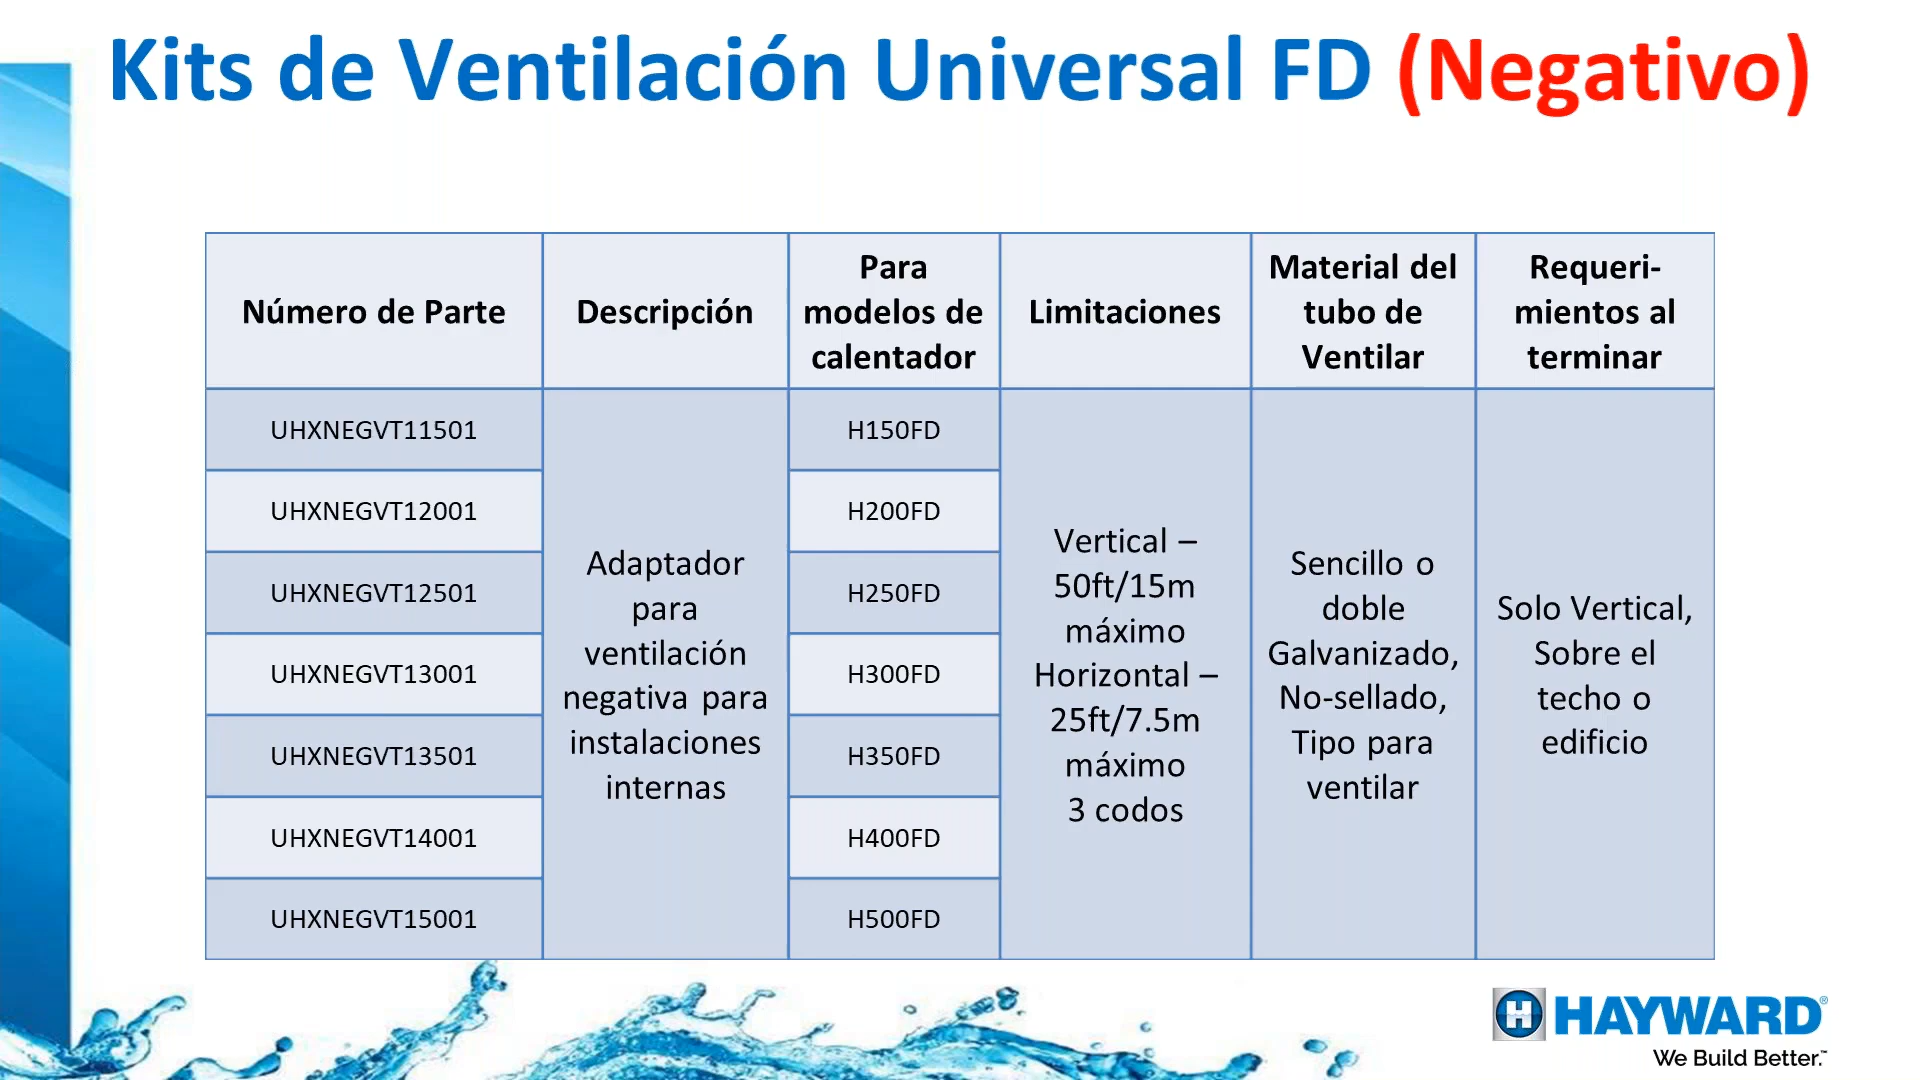 Kits de Ventilación Universal FD (Negativo)
Número de Parte
Descripción
Para
modelos de
calentador
Limitaciones
Material del
tubo de
Ventilar
Requeri-
mientos al
terminar
UHXNEGVT11501
UHXNEGVT12001
UHXNEGVT12501
UHXNEGVT13001
UHXNEGVT13501
UHXNEGVT14001
UHXNEGVT15001
Adaptador
para
ventilación
negativa para
instalaciones
internas
H150FD
H200FD
H250FD
H300FD
H350FD
H400FD
H500FD
Vertical –
50ft/15m
máximo
Horizontal –
25ft/7.5m
máximo
3 codos
Sencillo o
doble
Galvanizado,
No-sellado,
Tipo para
ventilar
Solo Vertical,
Sobre el
techo o
edificio
H HAYWARD®
We Build Better.™